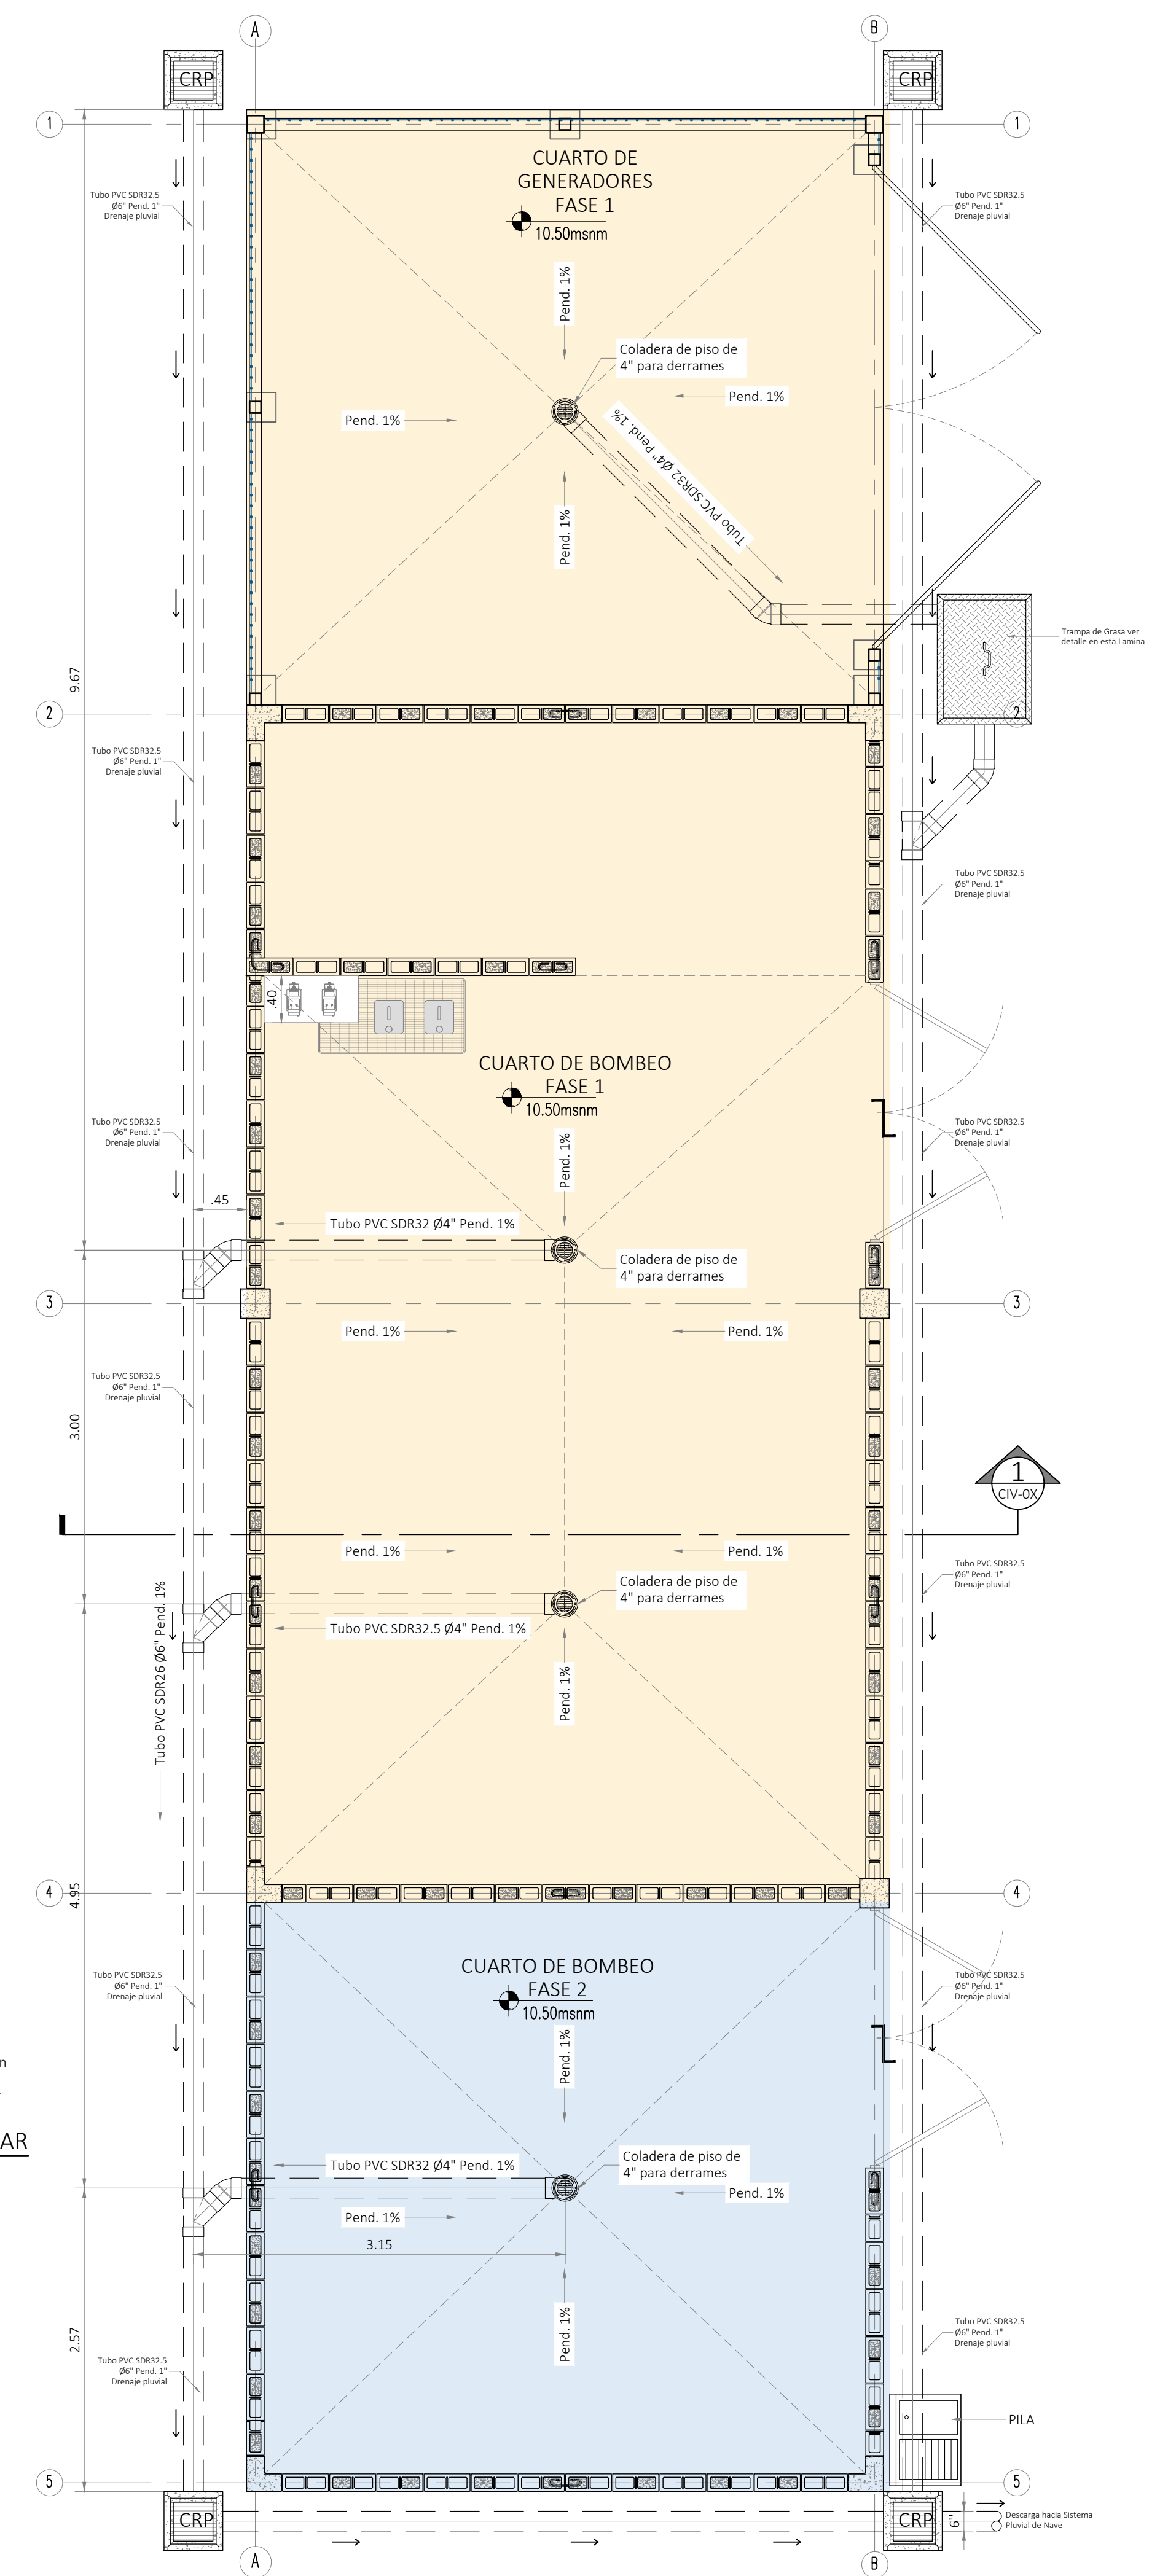 A
B
CRP
CRP
1
1
CUARTO DE
GENERADORES
FASE 1
10.50msnm
Tubo PVC SDR32.5
Ø6" Pend. 1"
Drenaje pluvial
Tubo PVC SDR32.5
Ø6" Pend. 1"
Drenaje pluvial
Pend. 1%
Coladera de piso de
4" para derrames
Pend. 1%
Pend. 1%
Tubo PVC SDR32 Ø4" Pend. 1%
Pend. 1%
Trampa de Grasa ver
detalle en esta Lamina
9.67
2
2
Tubo PVC SDR32.5
Ø6" Pend. 1"
Drenaje pluvial
Tubo PVC SDR32.5
Ø6" Pend. 1"
Drenaje pluvial
.40
CUARTO DE BOMBEO
FASE 1
10.50msnm
Tubo PVC SDR32.5
Ø6" Pend. 1"
Drenaje pluvial
Tubo PVC SDR32.5
Ø6" Pend. 1"
Drenaje pluvial
Pend. 1%
.45
Tubo PVC SDR32 Ø4" Pend. 1%
Coladera de piso de
4" para derrames
3
3
Pend. 1%
Pend. 1%
Tubo PVC SDR32.5
Ø6" Pend. 1"
Drenaje pluvial
3.00
1
CIV-0X
Pend. 1%
Pend. 1%
Tubo PVC SDR32.5
Ø6" Pend. 1"
Drenaje pluvial
Coladera de piso de
4" para derrames
Tubo PVC SDR32.5 Ø4" Pend. 1%
Tubo PVC SDR26 Ø6" Pend. 1%
Pend. 1%
4
4
4.95
CUARTO DE BOMBEO
FASE 2
10.50msnm
Tubo PVC SDR32.5
Ø6" Pend. 1"
Drenaje pluvial
Tubo PVC SDR32.5
Ø6" Pend. 1"
Drenaje pluvial
n
Pend. 1%
AR
Tubo PVC SDR32 Ø4" Pend. 1%
Coladera de piso de
4" para derrames
Pend. 1%
Pend. 1%
3.15
Pend. 1%
2.57
Tubo PVC SDR32.5
Ø6" Pend. 1"
Drenaje pluvial
Tubo PVC SDR32.5
Ø6" Pend. 1"
Drenaje pluvial
PILA
5
5
CRP
CRP
6"
Descarga hacia Sistema
Pluvial de Nave
A
B